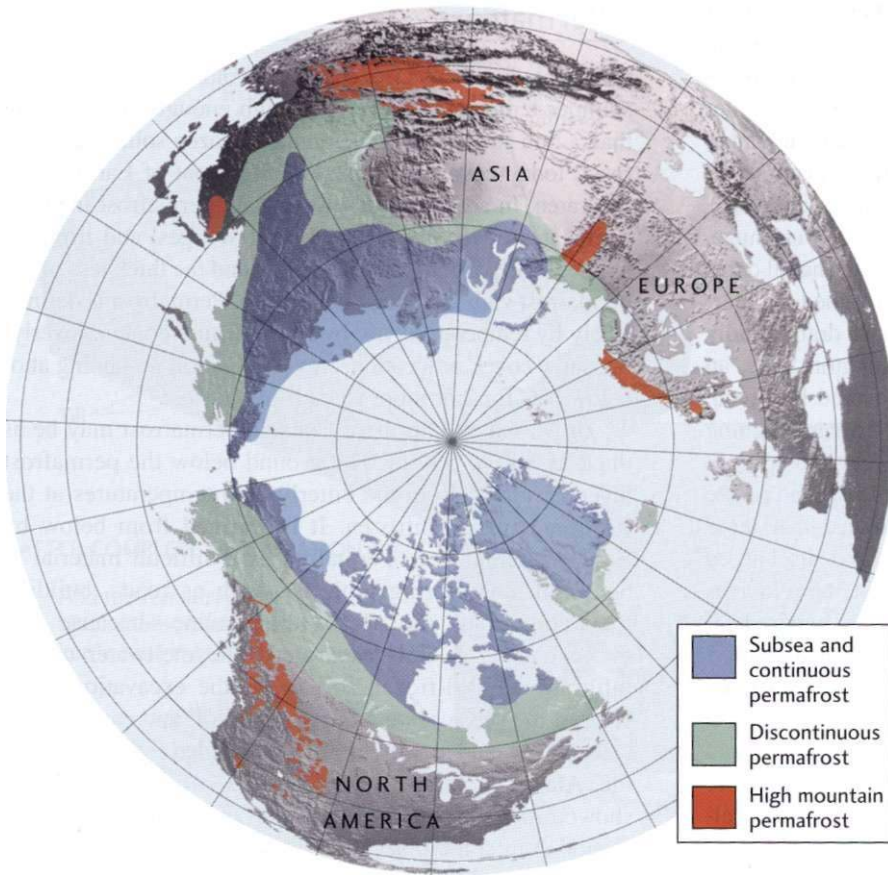 ASIA
EUROPE
NORTH
AMERICA
Subsea and
continuous
permafrost
Discontinuous
permafrost
High mountain
permafrost